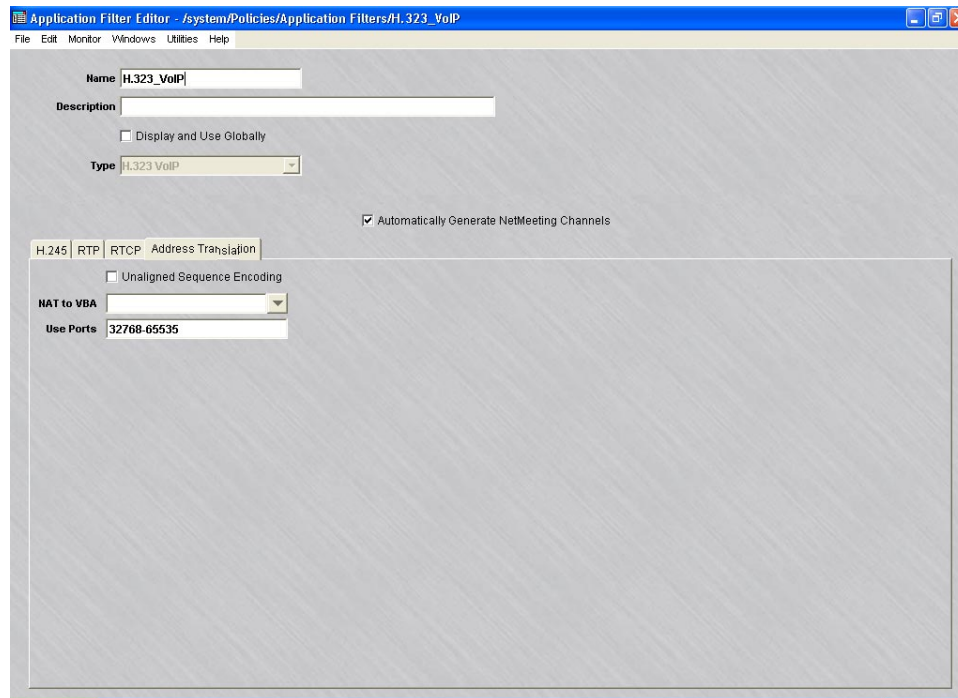 Application Filter Editor - /system/Policies/Application Filters/H.323_VoIP
File Edit Monitor Windows Utilities Help
Name H.323_VoIP
Description
Display and Use Globally
Type H.323 VoIP
Automatically Generate NetMeeting Channels
H.245 RTP RTCP Address Translation
Unaligned Sequence Encoding
NAT to VBA
Use Ports 32768-65535